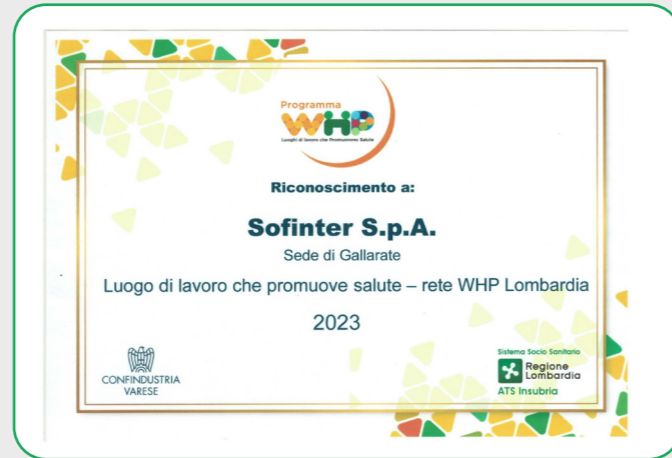 Programma
WHP
Luoghi di lavoro che Promuovono Salute
Riconoscimento a:
Sofinter S.p.A.
Sede di Gallarate
Luogo di lavoro che promuove salute – rete WHP Lombardia
2023
CONFINDUSTRIA
VARESE
Sistema Socio Sanitario
Regione
Lombardia
ATS Insubria